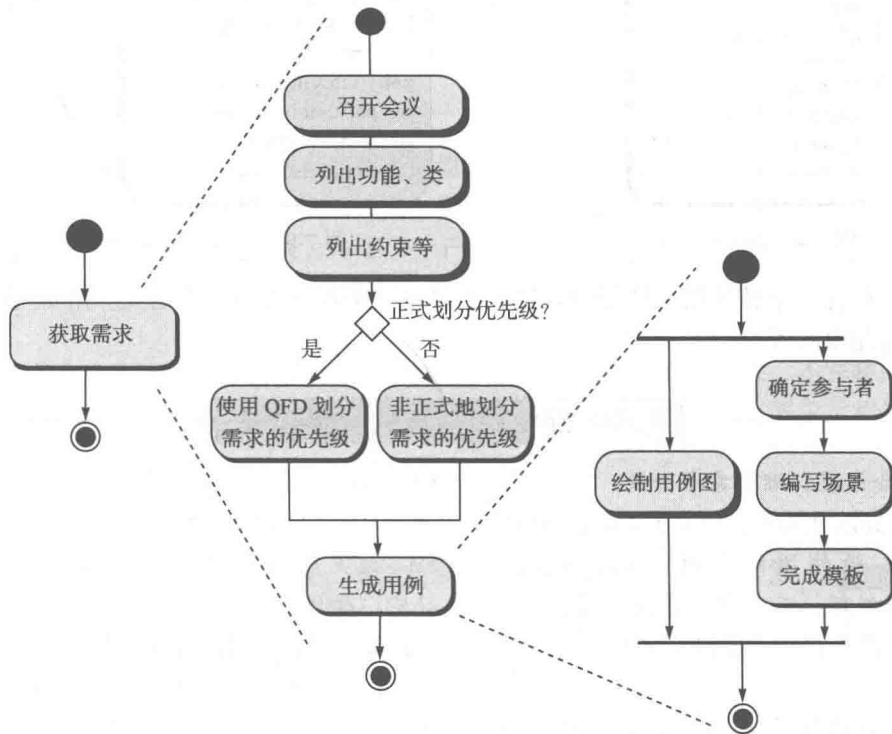 召开会议
列出功能、类
列出约束等
获取需求
正式划分优先级？
是
否
使用 QFD 划分
需求的优先级
非正式地划分
需求的优先级
生成用例
确定参与者
绘制用例图
编写场景
完成模板